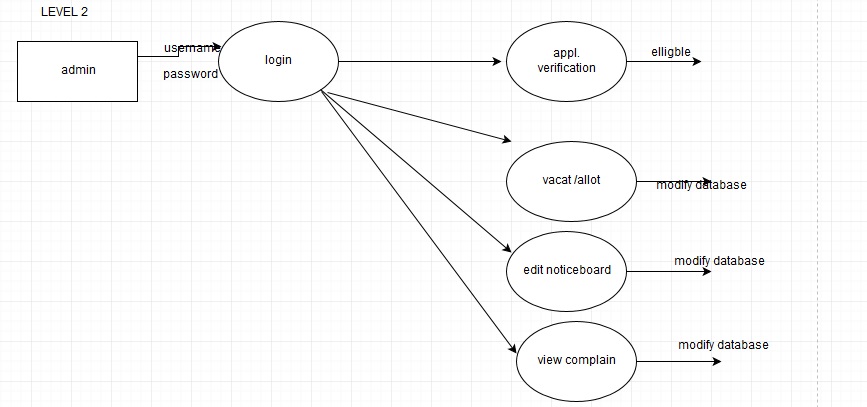 LEVEL 2
admin
username
password
login
appl.
verification
elligble
vacat /allot
modify database
edit noticeboard
modify database
view complain
modify database